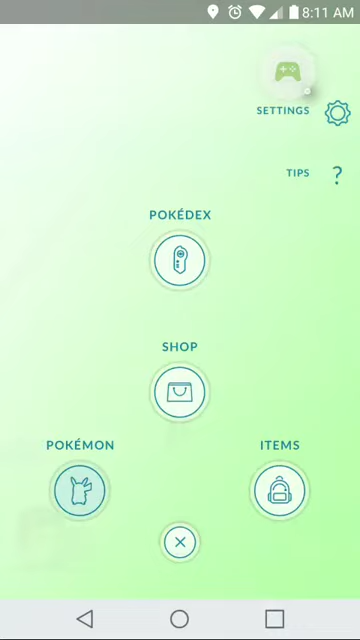 8:11 AM
SETTINGS
TIPS ?
POKÉDEX
SHOP
POKÉMON
ITEMS